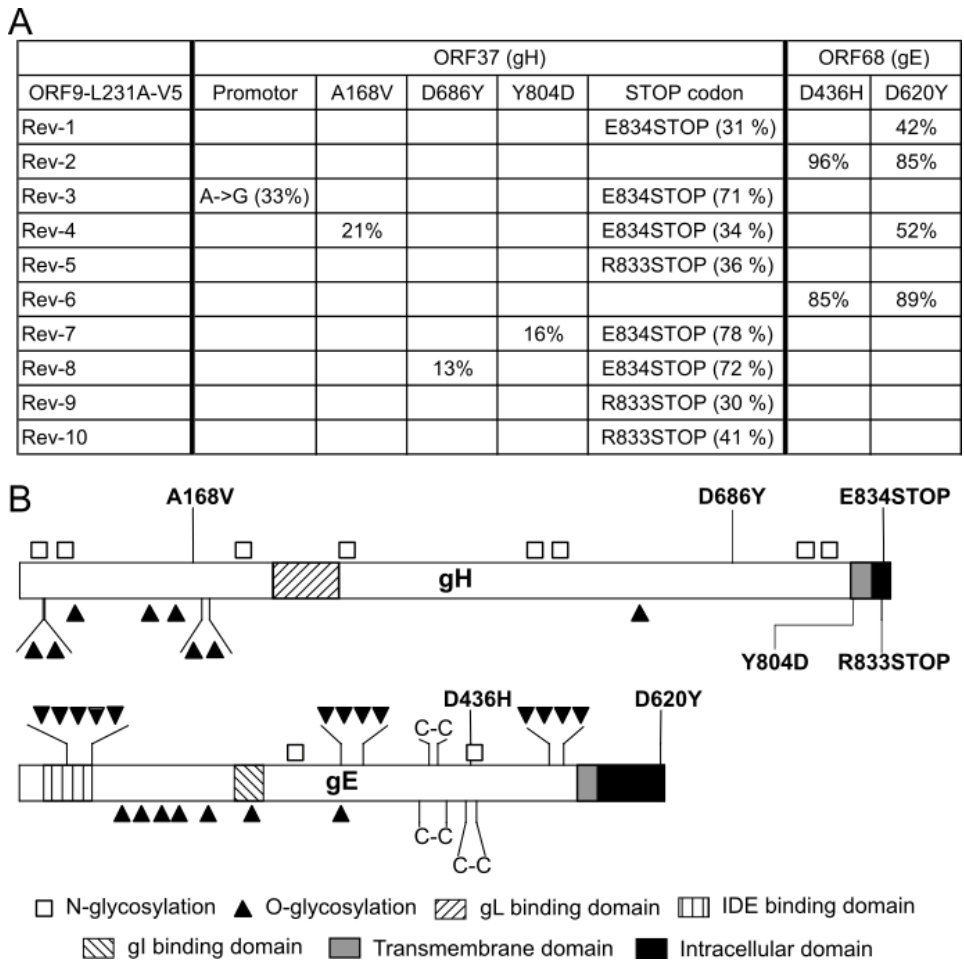 A
ORF37 (gH) ORF68 (gE)
ORF9-L231A-V5 Promotor A168V D686Y Y804D STOP codon D436H D620Y
Rev-1 E834STOP (31 %) 42%
Rev-2 96% 85%
Rev-3 A->G (33%) E834STOP (71 %)
Rev-4 21% E834STOP (34 %) 52%
Rev-5 R833STOP (36 %)
Rev-6 85% 89%
Rev-7 16% E834STOP (78 %)
Rev-8 13% E834STOP (72 %)
Rev-9 R833STOP (30 %)
Rev-10 R833STOP (41 %)
B
A168V D686Y E834STOP
gH
Y804D R833STOP
D436H D620Y
C-C
gE
C-C
C-C
N-glycosylation O-glycosylation gL binding domain IDE binding domain
gI binding domain Transmembrane domain Intracellular domain